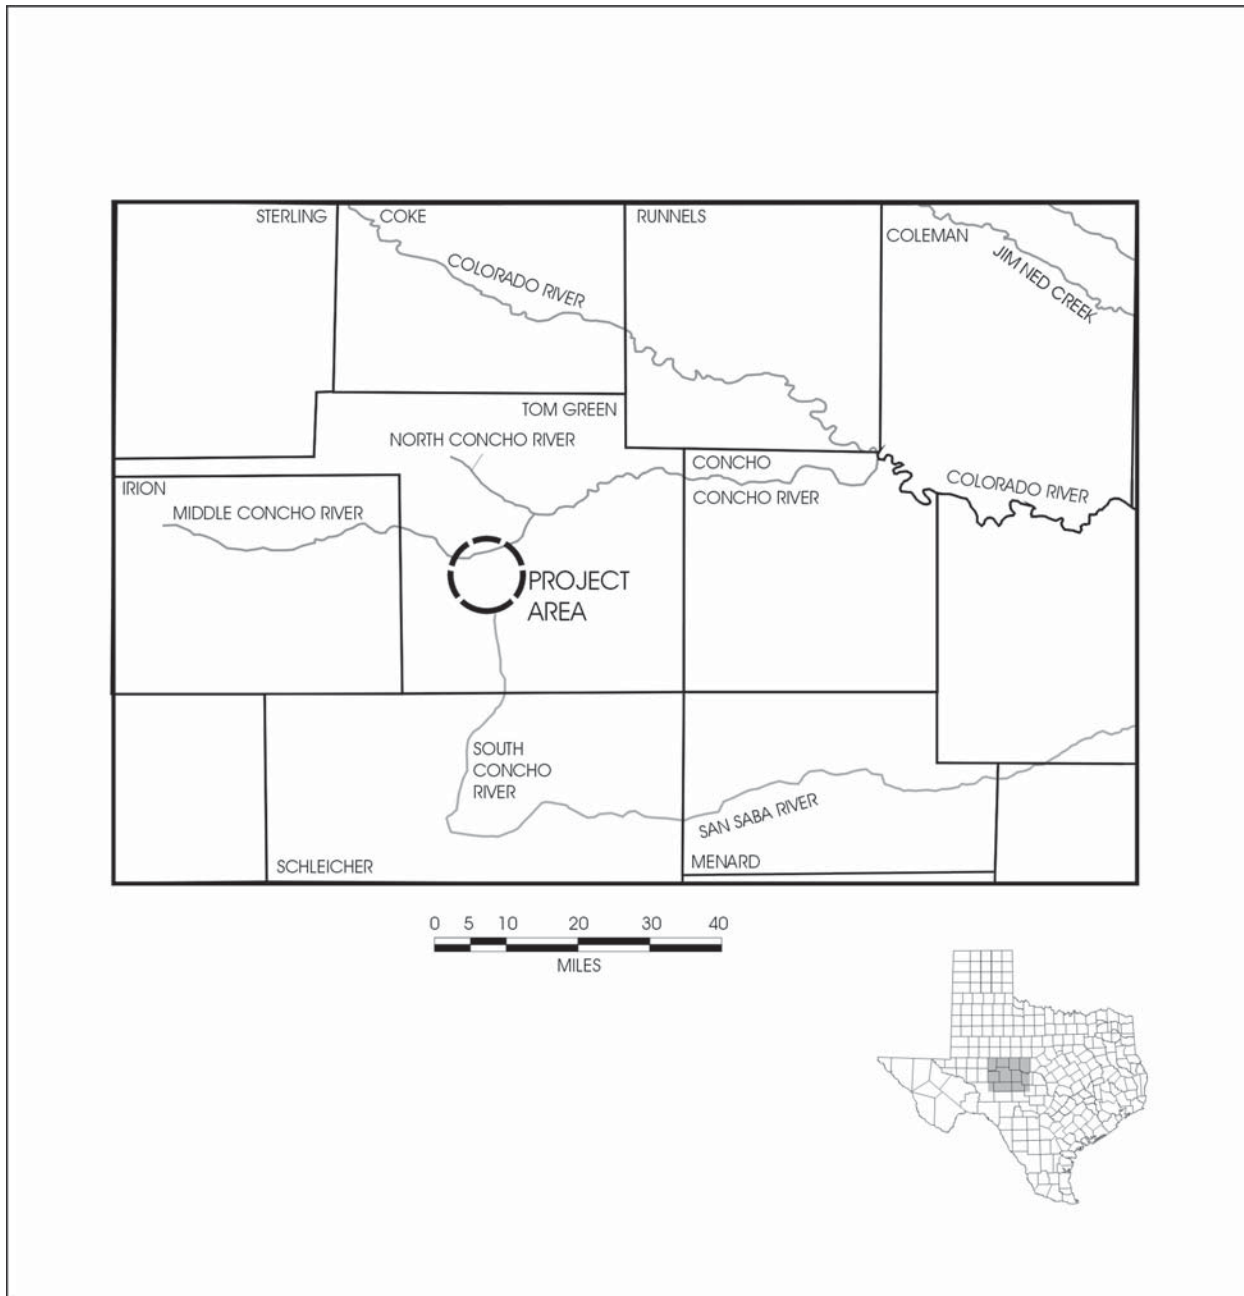 STERLING
COKE
RUNNELS
COLEMAN
JIM NED CREEK
COLORADO RIVER
TOM GREEN
NORTH CONCHO RIVER
CONCHO
CONCHO RIVER
COLORADO RIVER
IRION
MIDDLE CONCHO RIVER
PROJECT
AREA
SOUTH
CONCHO
RIVER
SAN SABA RIVER
SCHLEICHER
MENARD
0 5 10 20 30 40
MILES